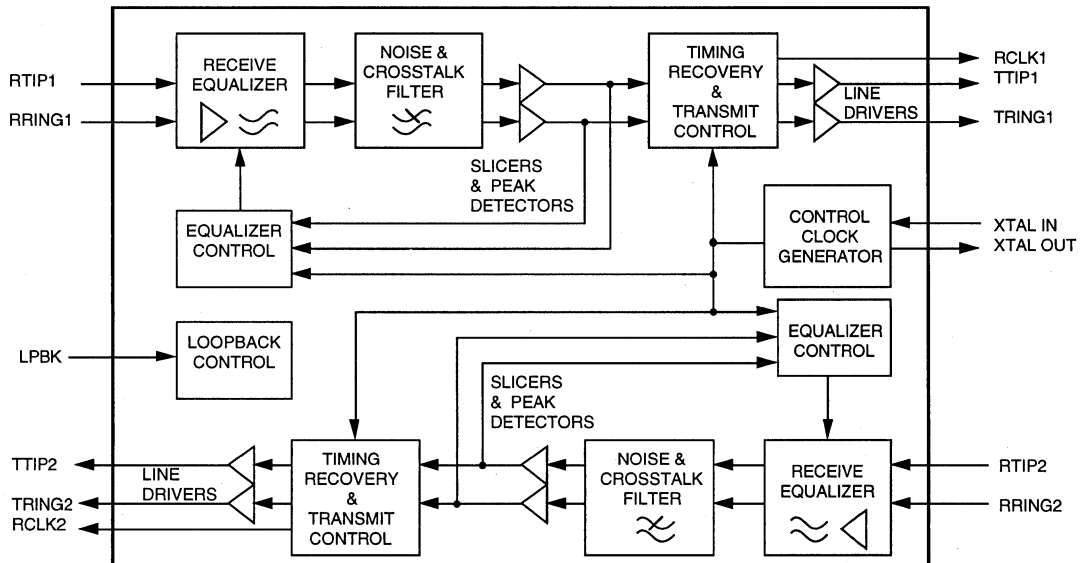 RTIP1
RRING1
RECEIVE
EQUALIZER
NOISE &
CROSSTALK
FILTER
SLICERS
& PEAK
DETECTORS
TIMING
RECOVERY
&
TRANSMIT
CONTROL
LINE
DRIVERS
RCLK1
TTIP1
TRING1
EQUALIZER
CONTROL
CONTROL
CLOCK
GENERATOR
XTAL IN
XTAL OUT
LPBK
LOOPBACK
CONTROL
EQUALIZER
CONTROL
SLICERS
& PEAK
DETECTORS
TTIP2
TRING2
RCLK2
LINE
DRIVERS
TIMING
RECOVERY
&
TRANSMIT
CONTROL
NOISE &
CROSSTALK
FILTER
RECEIVE
EQUALIZER
RTIP2
RRING2